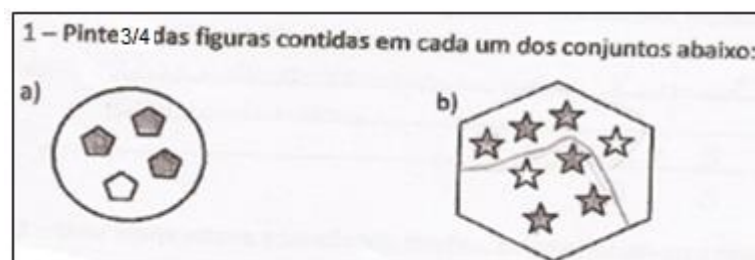 1 – Pinte 3/4 das figuras contidas em cada um dos conjuntos abaixo:
a)
b)